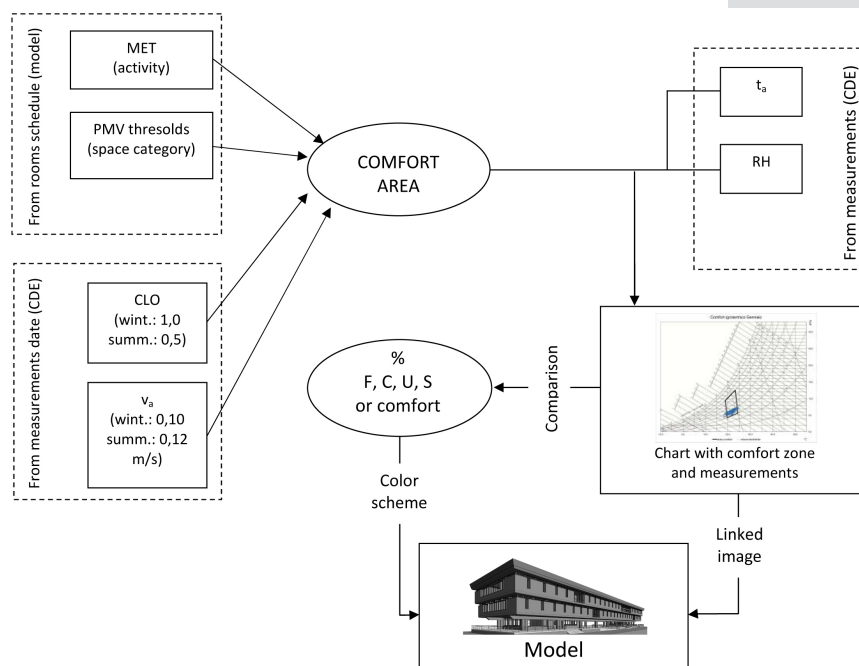 From rooms schedule (model)
MET
(activity)
PMV thresolds
(space category)
From measurements date (CDE)
CLO
(wint.: 1,0
summ.: 0,5)
va
(wint.: 0,10
summ.: 0,12
m/s)
COMFORT
AREA
ta
RH
From measurements (CDE)
Chart with comfort zone
and measurements
Comparison
%
F, C, U, S
or comfort
Color
scheme
Linked
image
Model